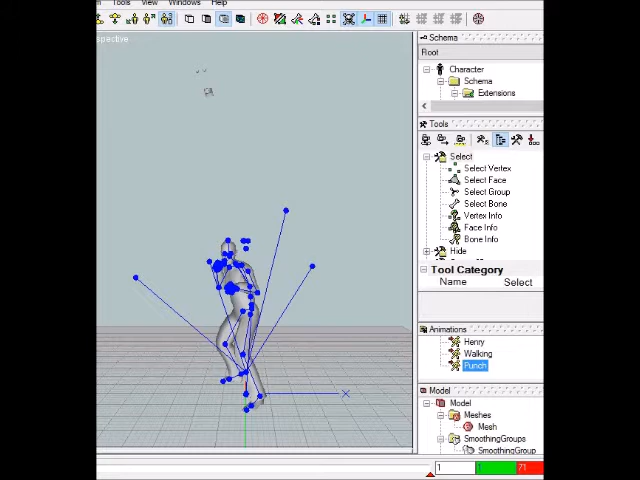 Tools View Windows Help
spective
Schema
Root
Character
Schema
Extensions
Tools
Select
Select Vertex
Select Face
Select Group
Select Bone
Vertex Info
Face Info
Bone Info
Hide
Tool Category
Name Select
Animations
Henry
Walking
Punch
Model
Model
Meshes
Mesh
SmoothingGroups
SmoothingGroup
X
1 1 71